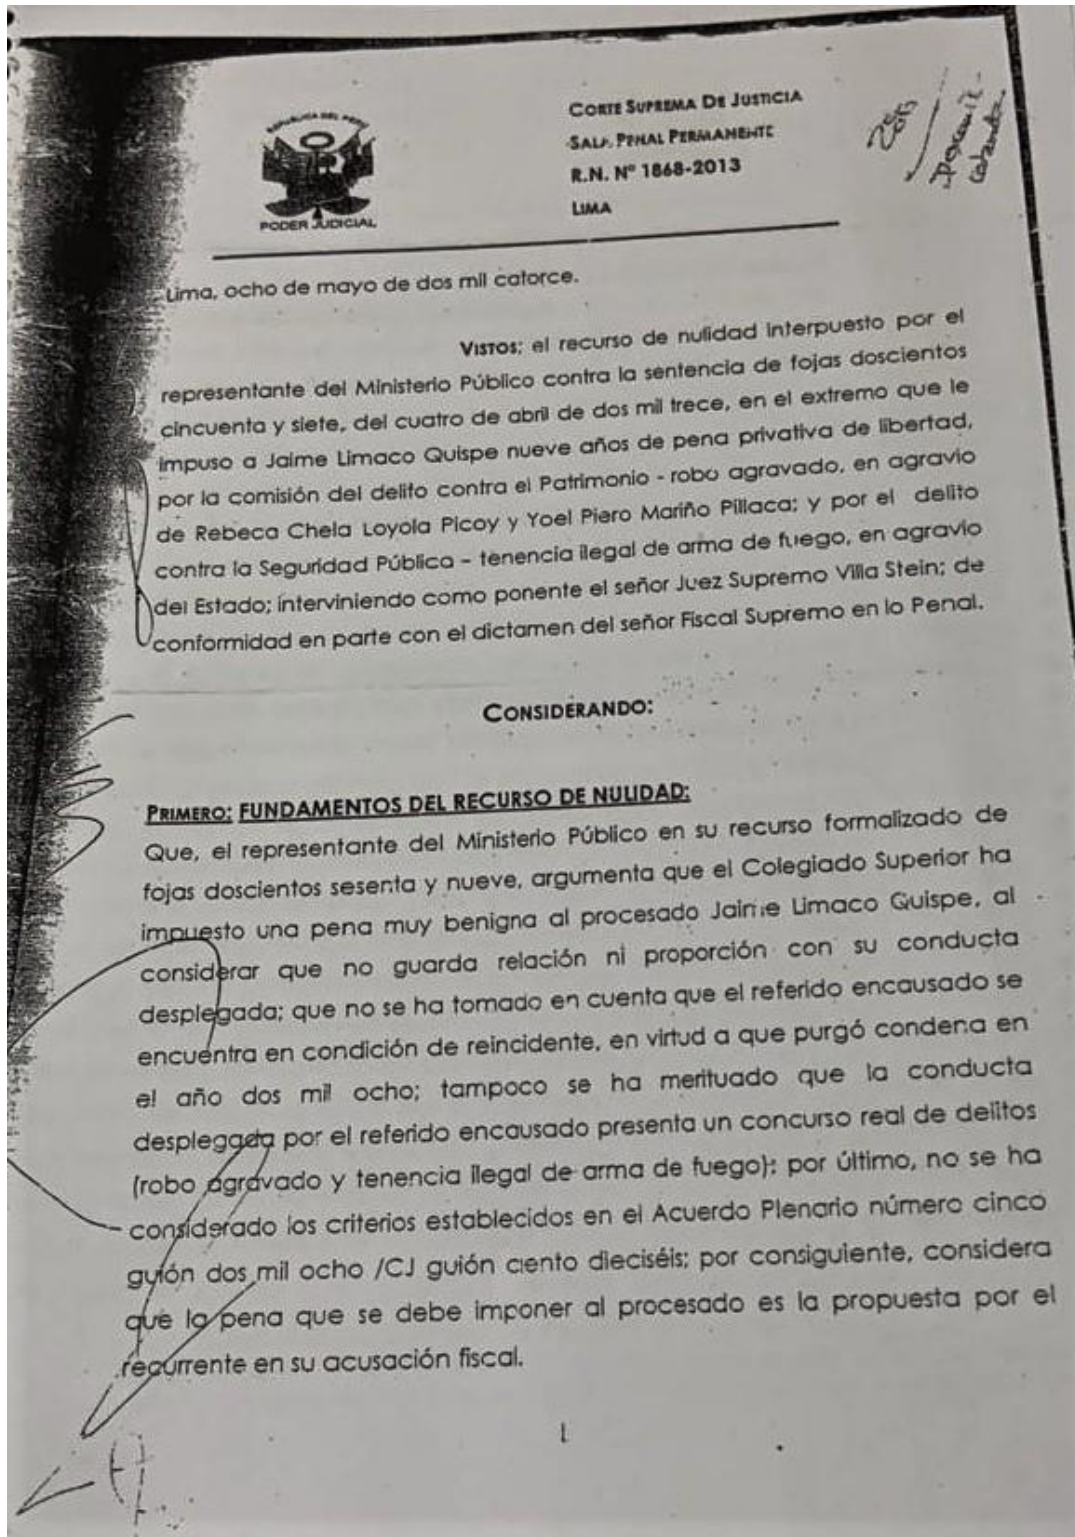 REPUBLICA DEL PERU
PODER JUDICIAL
CORTE SUPREMA DE JUSTICIA
SALA PENAL PERMANENTE
R.N. Nº 1868-2013
LIMA
Lima, ocho de mayo de dos mil catorce.
VISTOS; el recurso de nulidad interpuesto por el
representante del Ministerio Público contra la sentencia de fojas doscientos
cincuenta y siete, del cuatro de abril de dos mil trece, en el extremo que le
impuso a Jaime Limaco Quispe nueve años de pena privativa de libertad,
por la comisión del delito contra el Patrimonio - robo agravado, en agravio
de Rebeca Chela Loyola Picoy y Yoel Piero Mariño Pillaca; y por el delito
contra la Seguridad Pública – tenencia ilegal de arma de fuego, en agravio
del Estado; interviniendo como ponente el señor Juez Supremo Villa Stein; de
conformidad en parte con el dictamen del señor Fiscal Supremo en lo Penal.
CONSIDERANDO:
PRIMERO: FUNDAMENTOS DEL RECURSO DE NULIDAD:
Que, el representante del Ministerio Público en su recurso formalizado de
fojas doscientos sesenta y nueve, argumenta que el Colegiado Superior ha
impuesto una pena muy benigna al procesado Jaime Limaco Quispe, al
considerar que no guarda relación ni proporción con su conducta
desplegada; que no se ha tomado en cuenta que el referido encausado se
encuentra en condición de reincidente, en virtud a que purgó condena en
el año dos mil ocho; tampoco se ha merituado que la conducta
desplegada por el referido encausado presenta un concurso real de delitos
(robo agravado y tenencia ilegal de arma de fuego); por último, no se ha
considerado los criterios establecidos en el Acuerdo Plenario número cinco
guión dos mil ocho /CJ guión ciento dieciséis; por consiguiente, considera
que la pena que se debe imponer al procesado es la propuesta por el
recurrente en su acusación fiscal.
1